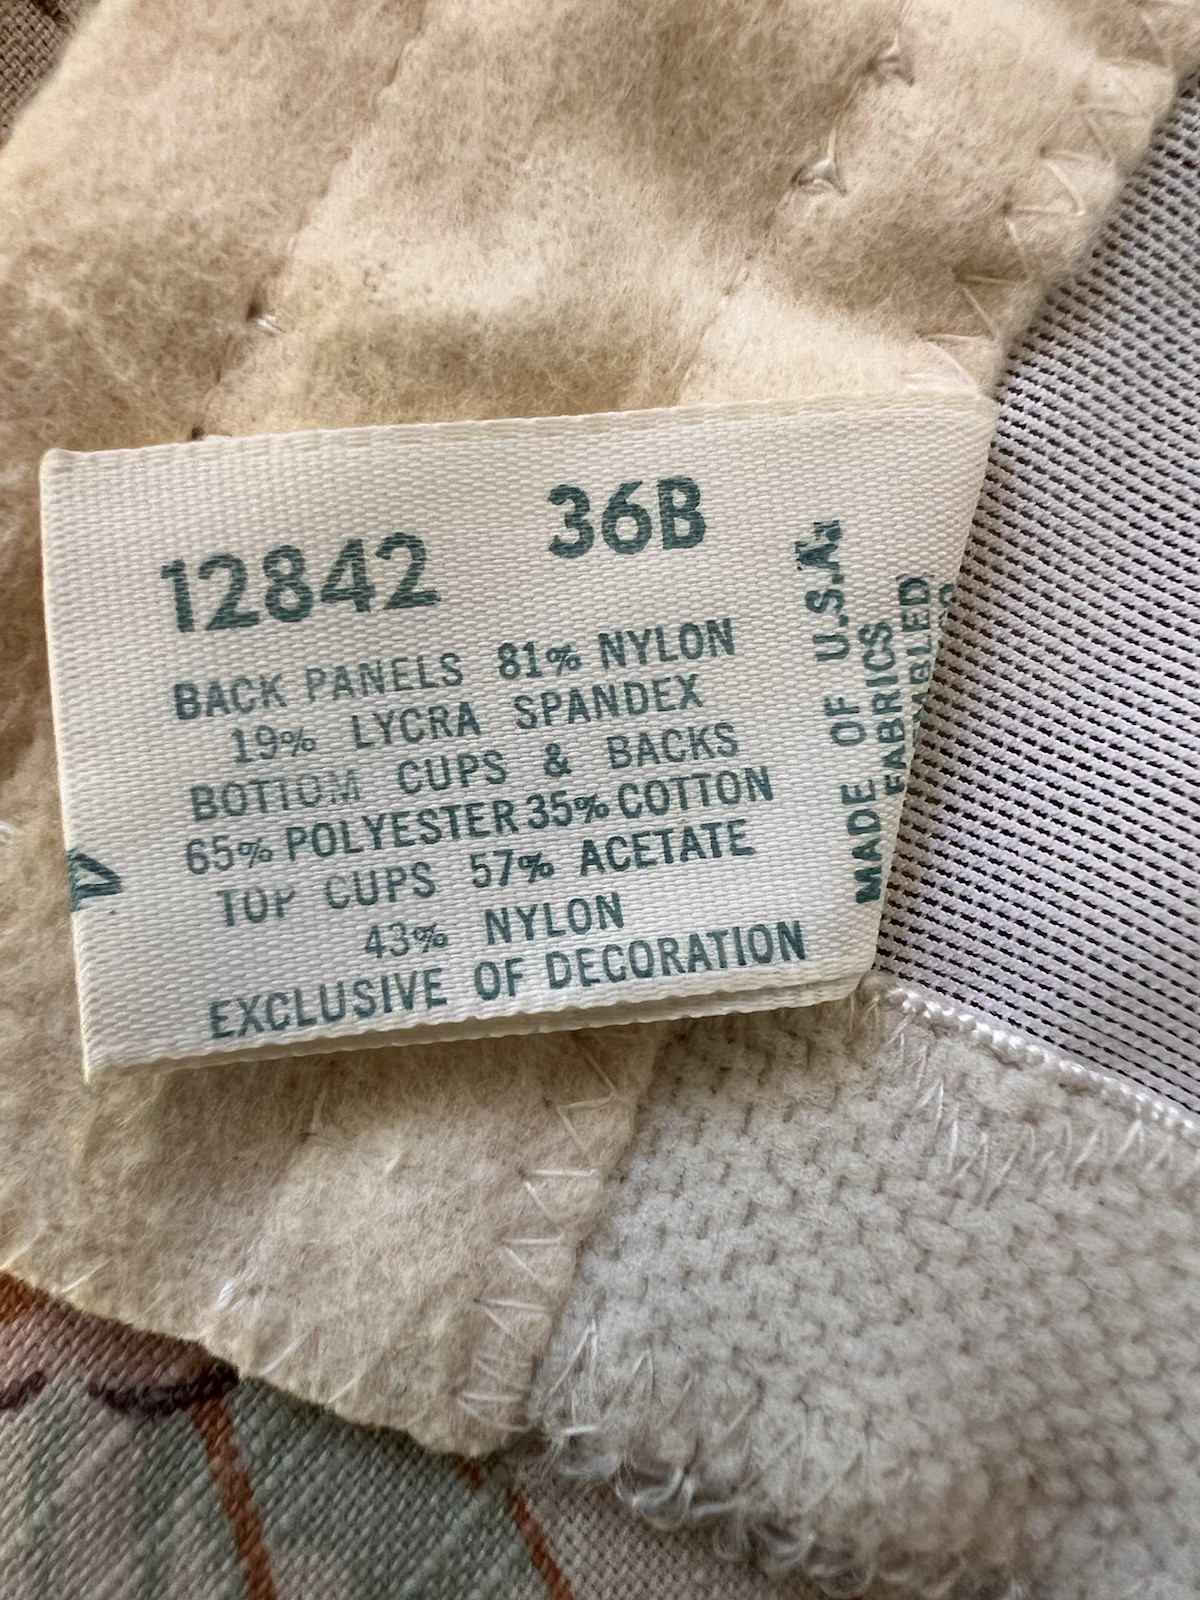 12842 36B
BACK PANELS 81% NYLON
19% LYCRA SPANDEX
BOTTOM CUPS & BACKS
65% POLYESTER 35% COTTON
TOP CUPS 57% ACETATE
43% NYLON
EXCLUSIVE OF DECORATION
MADE OF U.S.A.
FABRICS